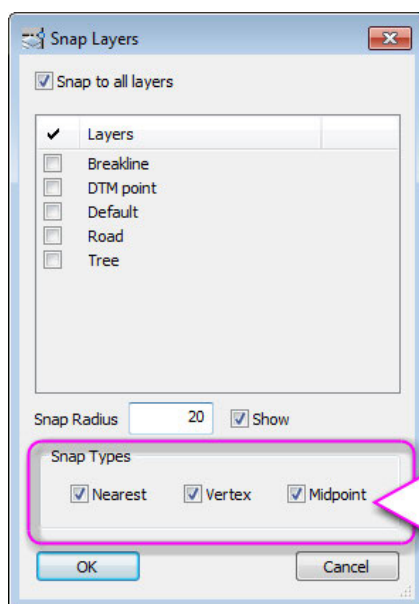 Snap Layers
Snap to all layers
Layers
Breakline
DTM point
Default
Road
Tree
Snap Radius 20 Show
Snap Types
Nearest Vertex Midpoint
OK Cancel